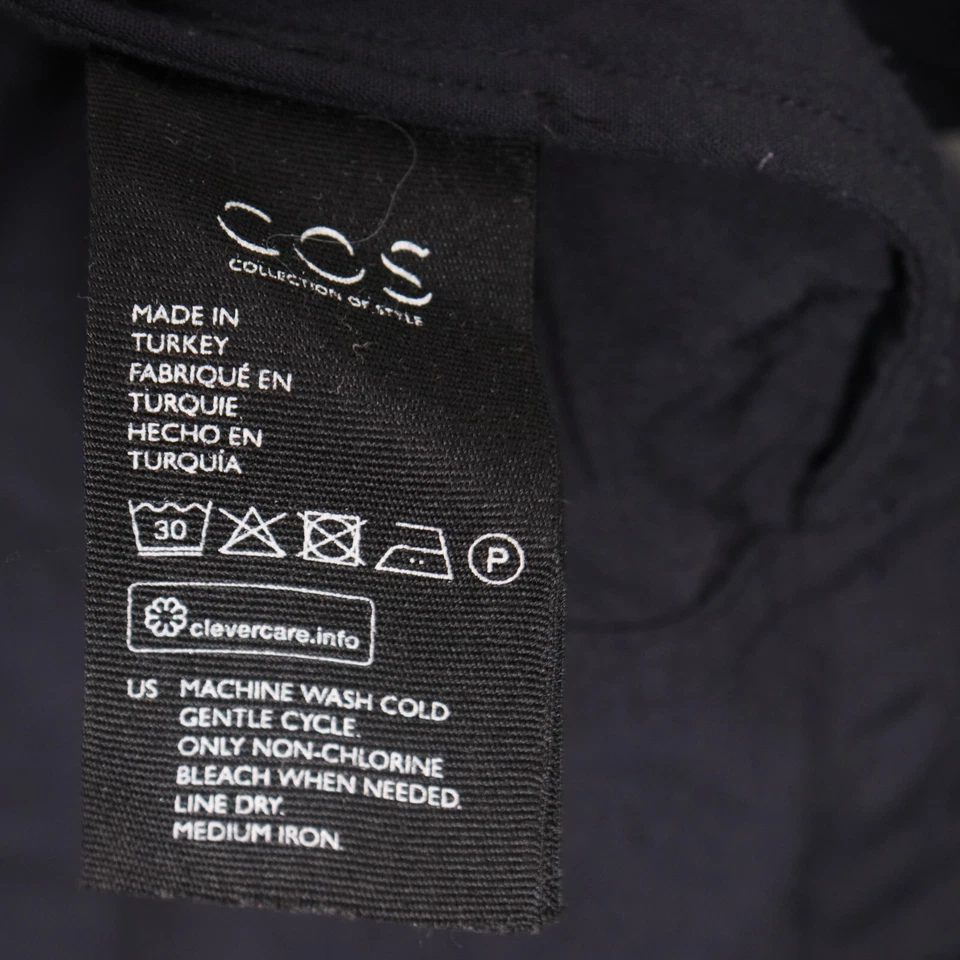 COS
COLLECTION OF STYLE
MADE IN
TURKEY
FABRIQUÉ EN
TURQUIE
HECHO EN
TURQUÍA
30 P
clevercare.info
US MACHINE WASH COLD
GENTLE CYCLE.
ONLY NON-CHLORINE
BLEACH WHEN NEEDED.
LINE DRY.
MEDIUM IRON.